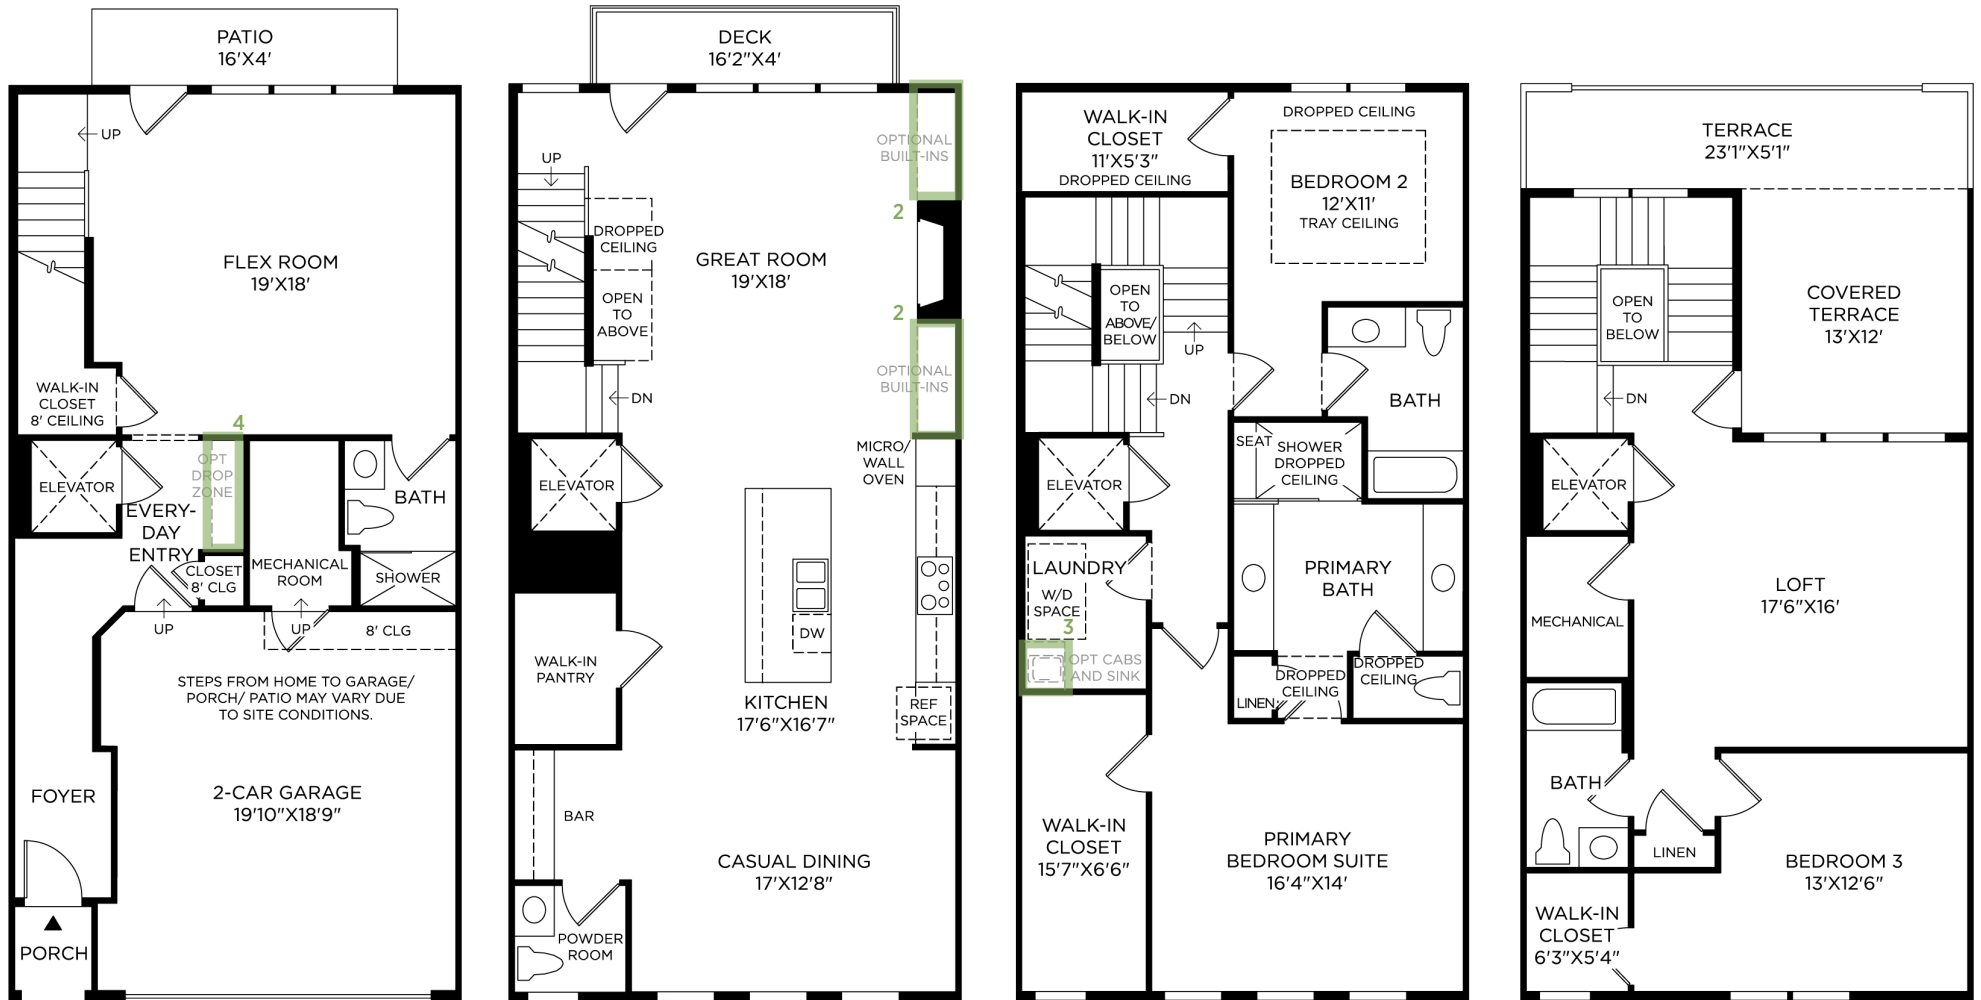 PATIO
16'X4'
UP
FLEX ROOM
19'X18'
WALK-IN
CLOSET
8' CEILING
4
OPT
DROP
ZONE
ELEVATOR
EVERY-
DAY
ENTRY
BATH
CLOSET
8' CLG
MECHANICAL
ROOM
SHOWER
UP
UP
8' CLG
STEPS FROM HOME TO GARAGE/
PORCH/ PATIO MAY VARY DUE
TO SITE CONDITIONS.
FOYER
2-CAR GARAGE
19'10"X18'9"
PORCH
DECK
16'2"X4'
OPTIONAL
BUILT-INS
UP
2
DROPPED
CEILING
GREAT ROOM
19'X18'
OPEN
TO
ABOVE
2
OPTIONAL
BUILT-INS
DN
MICRO/
WALL
OVEN
ELEVATOR
DW
WALK-IN
PANTRY
KITCHEN
17'6"X16'7"
REF
SPACE
BAR
CASUAL DINING
17'X12'8"
POWDER
ROOM
WALK-IN
CLOSET
11'X5'3"
DROPPED CEILING
DROPPED CEILING
BEDROOM 2
12'X11'
TRAY CEILING
OPEN
TO
ABOVE/
BELOW
UP
DN
BATH
SEAT
SHOWER
DROPPED
CEILING
ELEVATOR
LAUNDRY
W/D
SPACE
3
OPT CABS
AND SINK
PRIMARY
BATH
DROPPED
CEILING
DROPPED
CEILING
LINEN
WALK-IN
CLOSET
15'7"X6'6"
PRIMARY
BEDROOM SUITE
16'4"X14'
TERRACE
23'1"X5'1"
OPEN
TO
BELOW
COVERED
TERRACE
13'X12'
DN
ELEVATOR
LOFT
17'6"X16'
MECHANICAL
BATH
LINEN
BEDROOM 3
13'X12'6"
WALK-IN
CLOSET
6'3"X5'4"